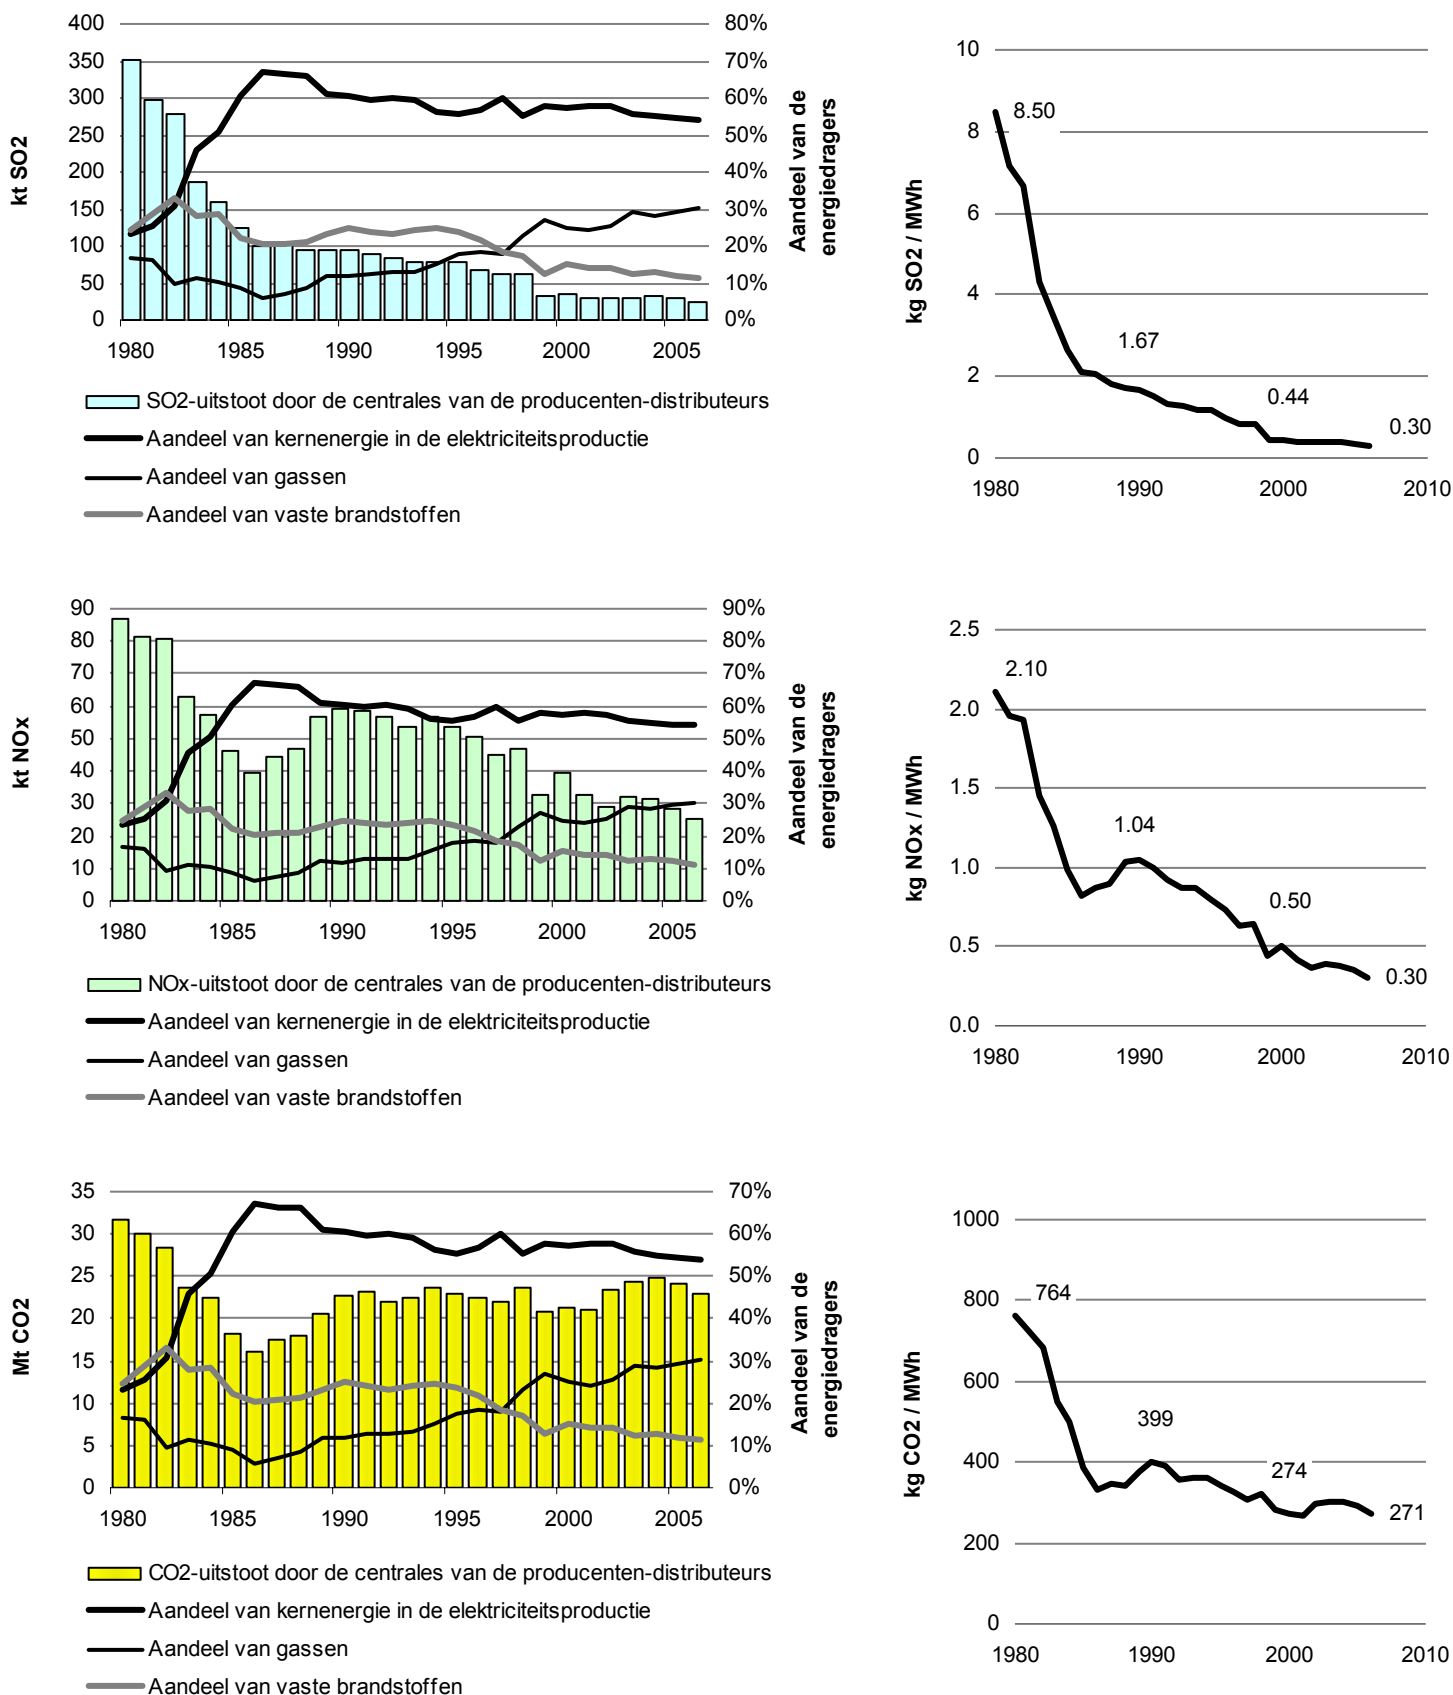 400
350
300
250
200
150
100
50
0
kt SO2
80%
70%
60%
50%
40%
30%
20%
10%
0%
Aandeel van de
energiedragers
1980 1985 1990 1995 2000 2005
SO2-uitstoot door de centrales van de producenten-distributeurs
Aandeel van kernenergie in de elektriciteitsproductie
Aandeel van gassen
Aandeel van vaste brandstoffen
10
8
6
4
2
0
kg SO2 / MWh
8.50
1.67
0.44
0.30
1980 1990 2000 2010
90
80
70
60
50
40
30
20
10
0
kt NOx
90%
80%
70%
60%
50%
40%
30%
20%
10%
0%
Aandeel van de
energiedragers
1980 1985 1990 1995 2000 2005
NOx-uitstoot door de centrales van de producenten-distributeurs
Aandeel van kernenergie in de elektriciteitsproductie
Aandeel van gassen
Aandeel van vaste brandstoffen
2.5
2.0
1.5
1.0
0.5
0.0
kg NOx / MWh
2.10
1.04
0.50
0.30
1980 1990 2000 2010
35
30
25
20
15
10
5
0
Mt CO2
70%
60%
50%
40%
30%
20%
10%
0%
Aandeel van de
energiedragers
1980 1985 1990 1995 2000 2005
CO2-uitstoot door de centrales van de producenten-distributeurs
Aandeel van kernenergie in de elektriciteitsproductie
Aandeel van gassen
Aandeel van vaste brandstoffen
1000
800
600
400
200
0
kg CO2 / MWh
764
399
274
271
1980 1990 2000 2010